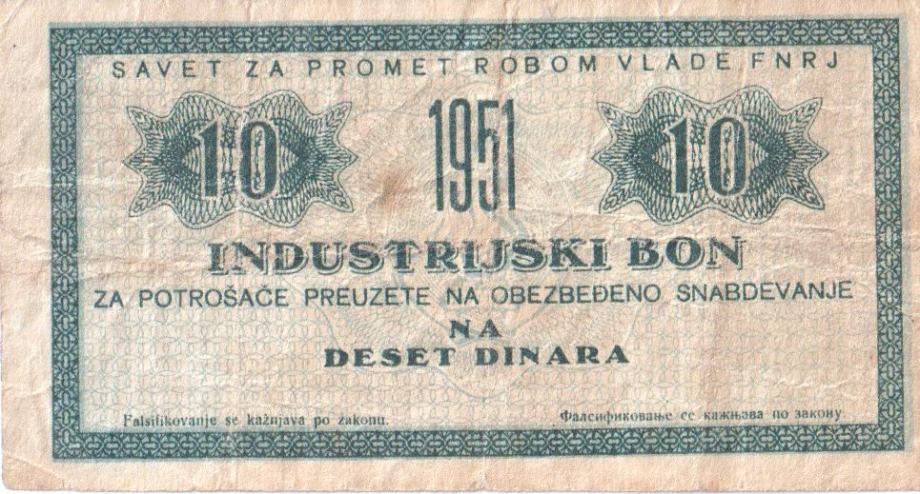 SAVET ZA PROMET ROBOM VLADE FNRJ
10 1951 10
INDUSTRIJSKI BON
ZA POTROŠAČE PREUZETE NA OBEZBEĐENO SNABDEVANJE
NA
DESET DINARA
Falsifikovanje se kažnjava po zakonu. Фалсификовање се кажњава по закону.